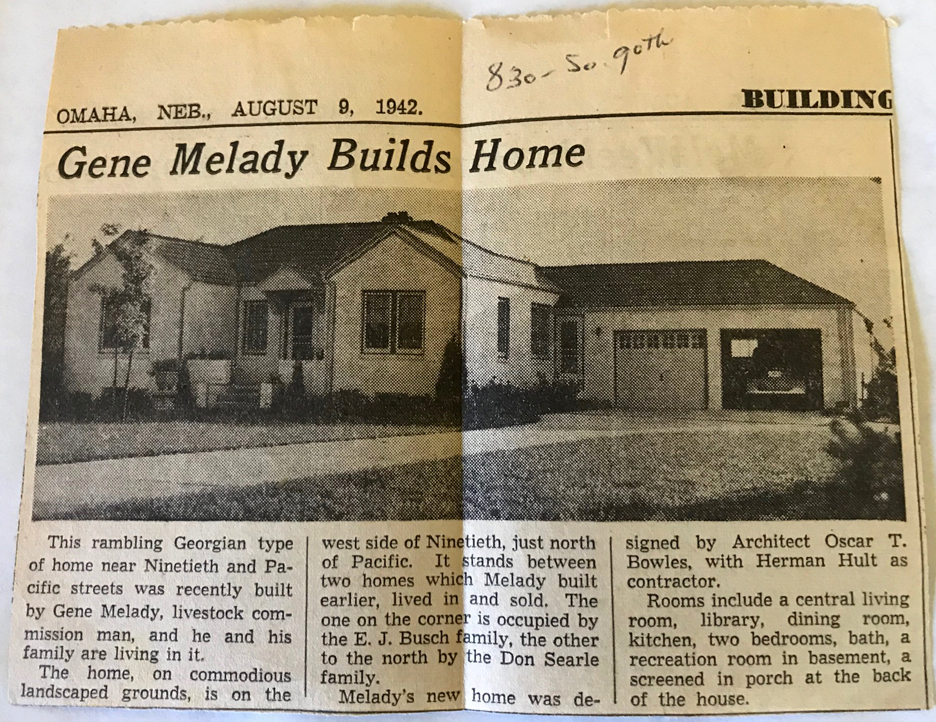 830 - So. 90th
BUILDING
OMAHA, NEB., AUGUST 9, 1942.
Gene Melady Builds Home
This rambling Georgian type
of home near Ninetieth and Pa-
cific streets was recently built
by Gene Melady, livestock com-
mission man, and he and his
family are living in it.
The home, on commodious
landscaped grounds, is on the
west side of Ninetieth, just north
of Pacific. It stands between
two homes which Melady built
earlier, lived in and sold. The
one on the corner is occupied by
the E. J. Busch family, the other
to the north by the Don Searle
family.
Melady's new home was de-
signed by Architect Oscar T.
Bowles, with Herman Hult as
contractor.
Rooms include a central living
room, library, dining room,
kitchen, two bedrooms, bath, a
recreation room in basement, a
screened in porch at the back
of the house.